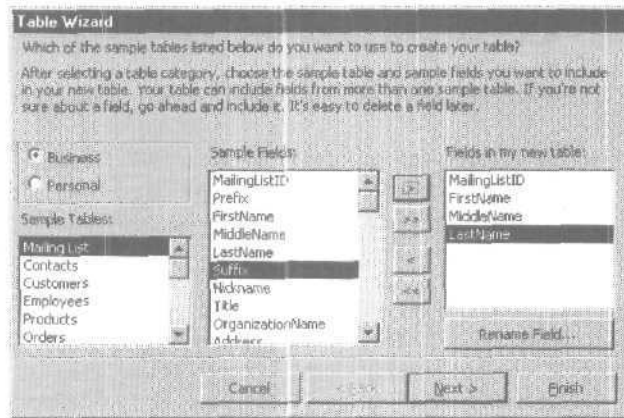 Table Wizard
Which of the sample tables listed below do you want to use to create your table?
After selecting a table category, choose the sample table and sample fields you want to include
in your new table. Your table can include fields from more than one sample table. If you're not
sure about a field, go ahead and include it. It's easy to delete a field later.
Business
Personal
Sample Tables:
Mailing List
Contacts
Customers
Employees
Products
Orders
Sample Fields:
MailingListID
Prefix
FirstName
MiddleName
LastName
Suffix
Nickname
Title
OrganizationName
Address
>
>>
<
<<
Fields in my new table:
MailingListID
FirstName
MiddleName
LastName
Rename Field...
Cancel
< Back
Next >
Finish